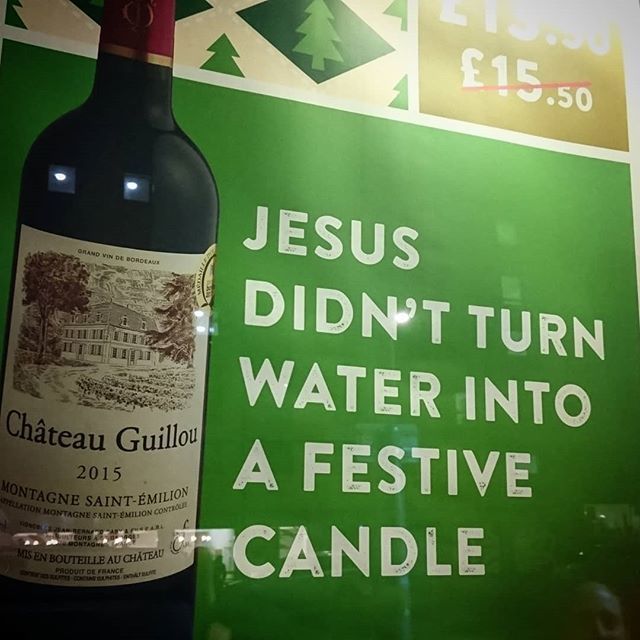 £15.50
GRAND VIN DE BORDEAUX
JESUS
DIDN'T TURN
WATER INTO
A FESTIVE
CANDLE
Château Guillou
2015
MONTAGNE SAINT-ÉMILION
APPELLATION MONTAGNE SAINT-ÉMILION CONTRÔLÉE
MIS EN BOUTEILLE AU CHÂTEAU
PRODUIT DE FRANCE